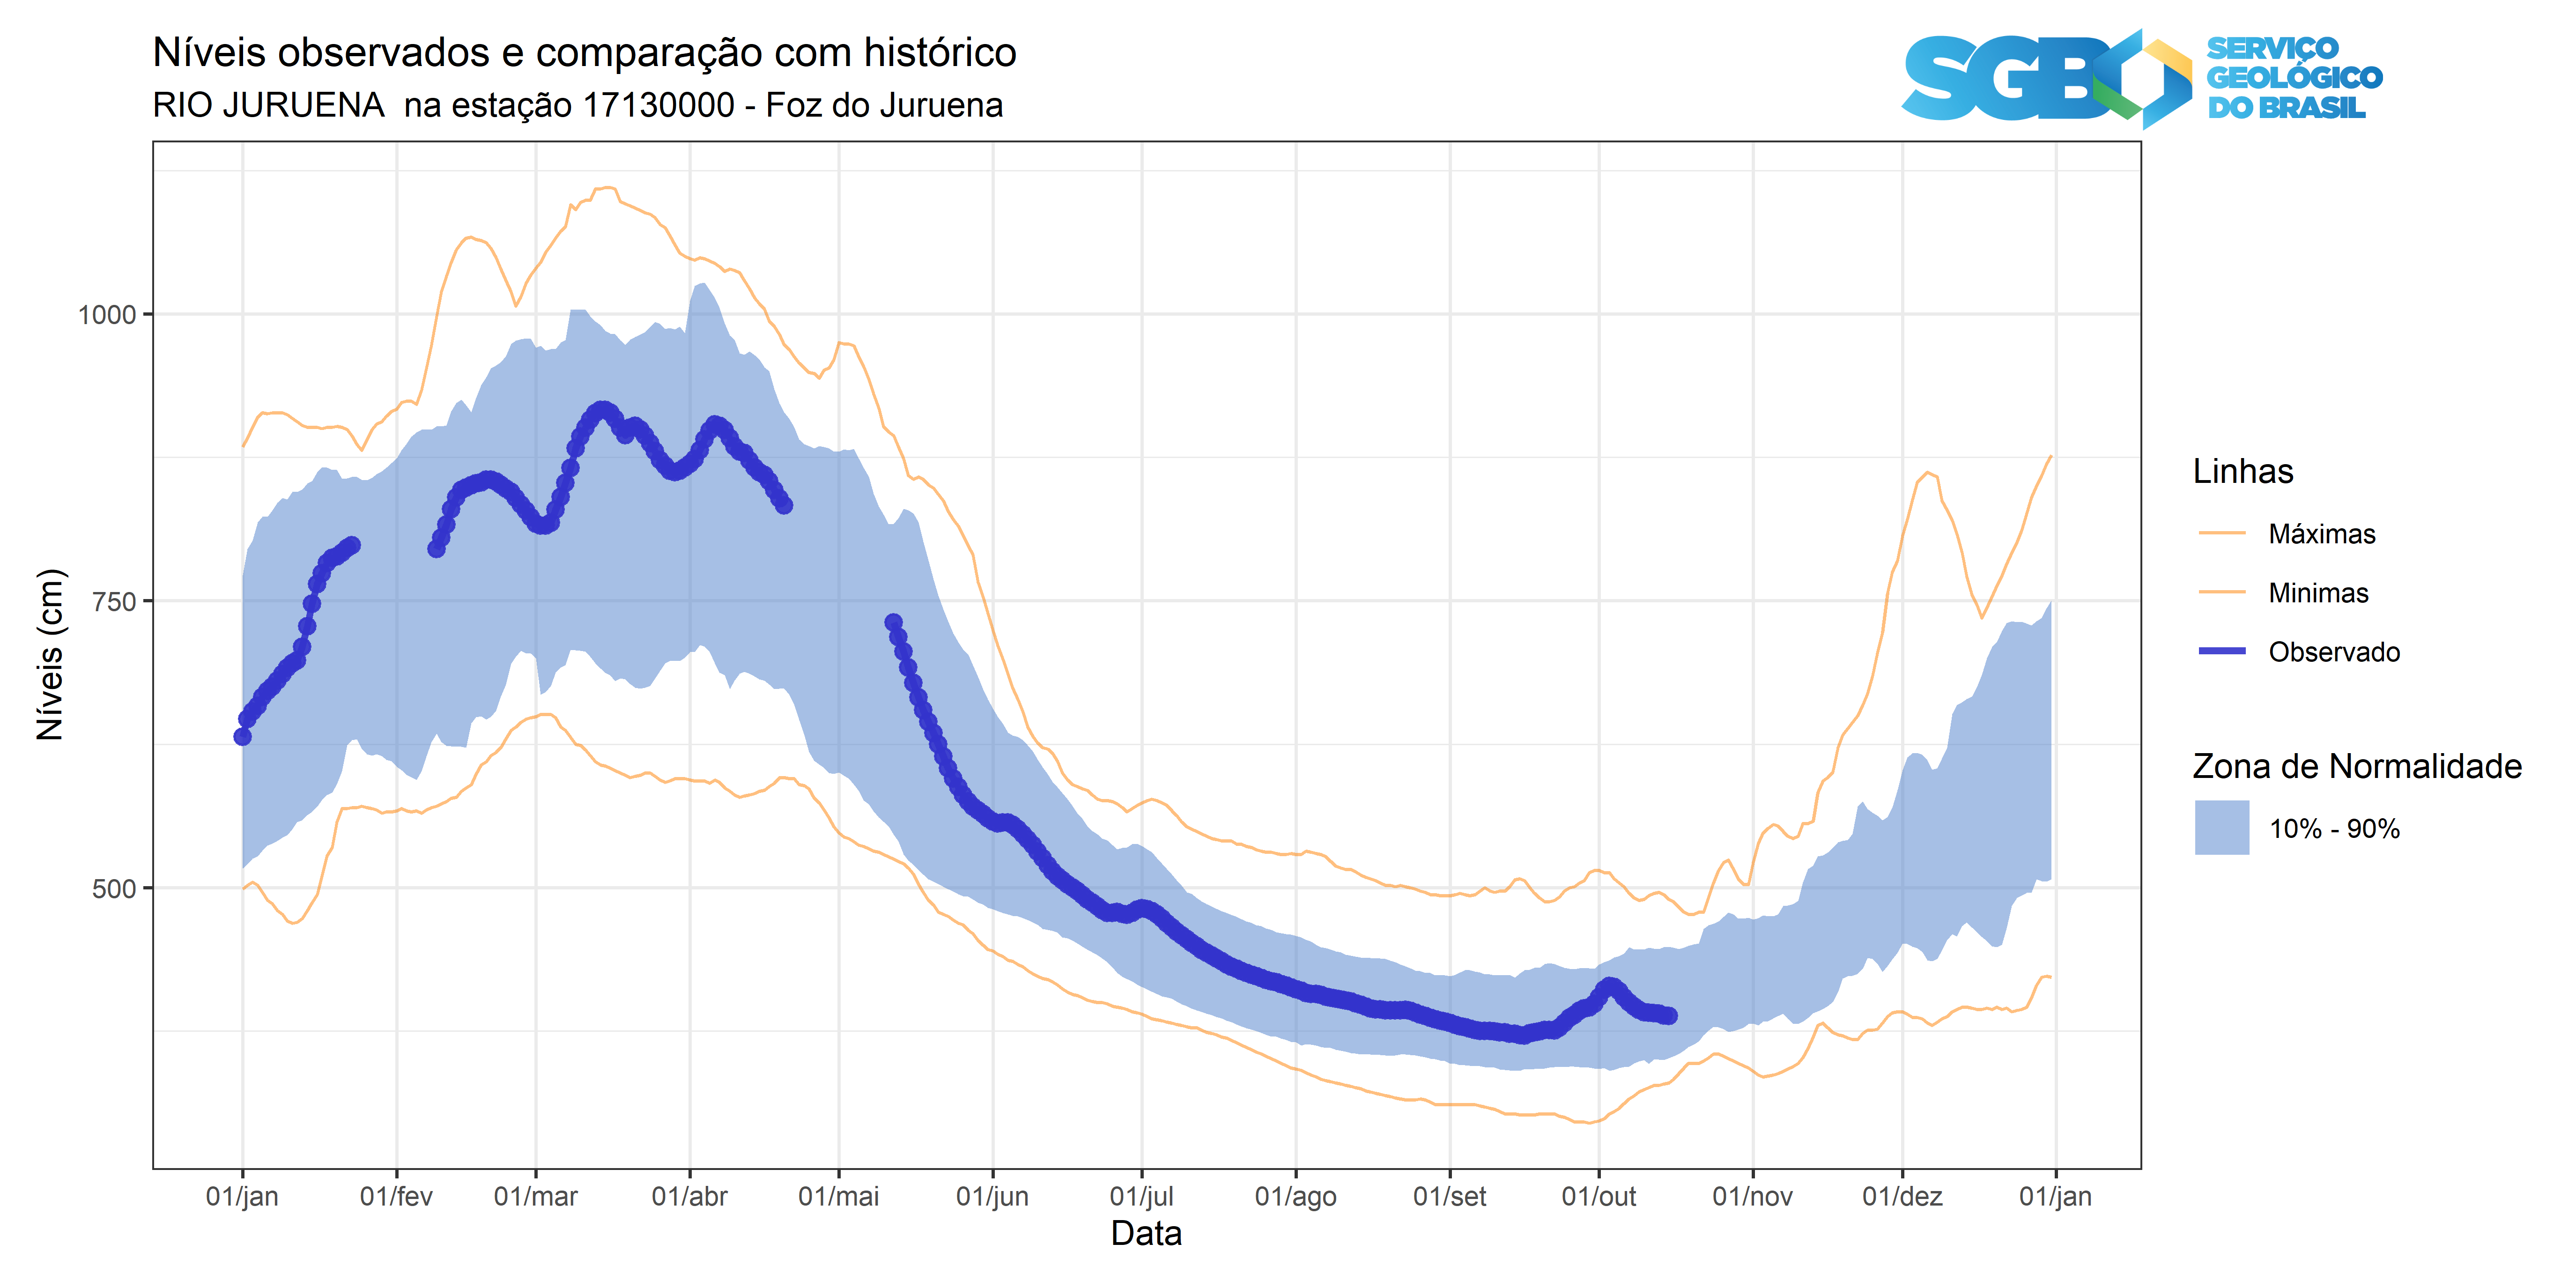 Níveis observados e comparação com histórico
RIO JURUENA  na estação 17130000 - Foz do Juruena
SGB
SERVIÇO
GEOLÓGICO
DO BRASIL
Níveis (cm)
1000
750
500
01/jan
01/fev
01/mar
01/abr
01/mai
01/jun
01/jul
01/ago
01/set
01/out
01/nov
01/dez
01/jan
Data
Linhas
Máximas
Minimas
Observado
Zona de Normalidade
10% - 90%